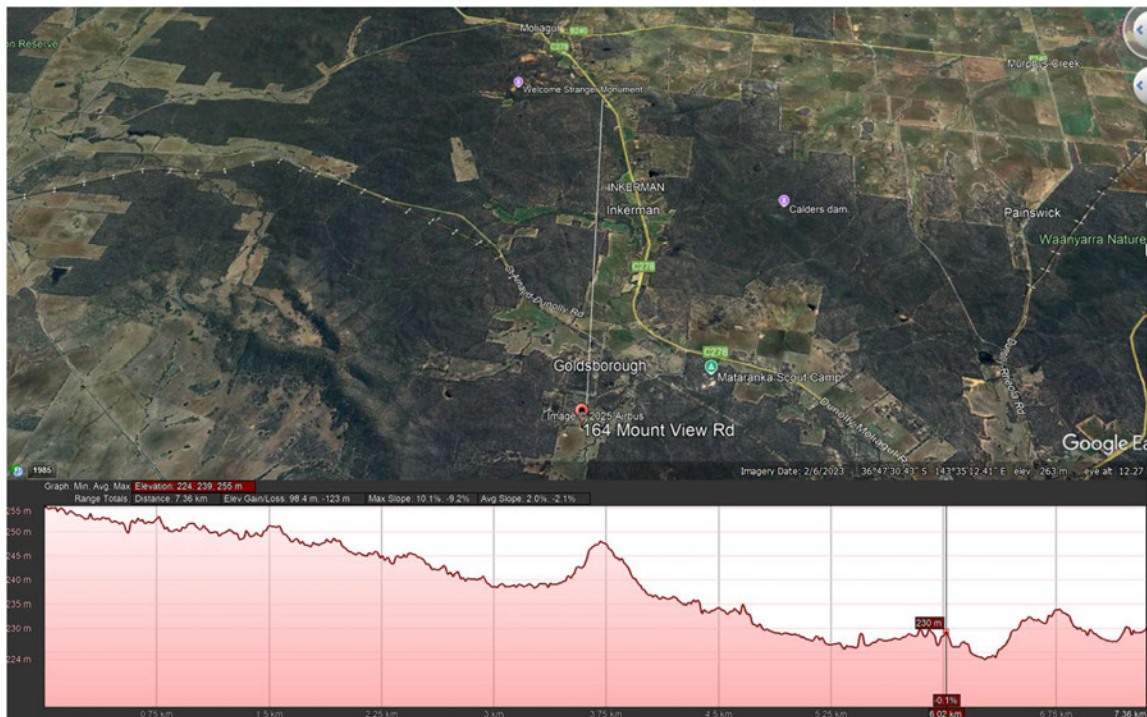 Moliagul
B240
C278
on Reserve
Murphys Creek
Welcome Stranger Monument
INKERMAN
Inkerman
Calders dam
Painswick
Waanyarra Nature
C278
St Arnaud-Dunolly Rd
C278
Goldsborough
Mataranka Scout Camp
Image © 2025 Airbus
164 Mount View Rd
Dunolly-Moliagul R
Google Ea
1985
Imagery Date: 2/6/2023 36°47'30.43" S 143°35'12.41" E elev 263 m eye alt 12.27
Graph: Min, Avg, Max Elevation: 224, 239, 255 m
Range Totals: Distance: 7.36 km Elev Gain/Loss: 98.4 m, -123 m Max Slope: 10.1%, -9.2% Avg Slope: 2.0%, -2.1%
255 m
250 m
245 m
240 m
235 m
230 m
224 m
230 m
-0.1%
0.75 km 1.5 km 2.25 km 3 km 3.75 km 4.5 km 5.25 km 6.02 km 6.75 km 7.36 km